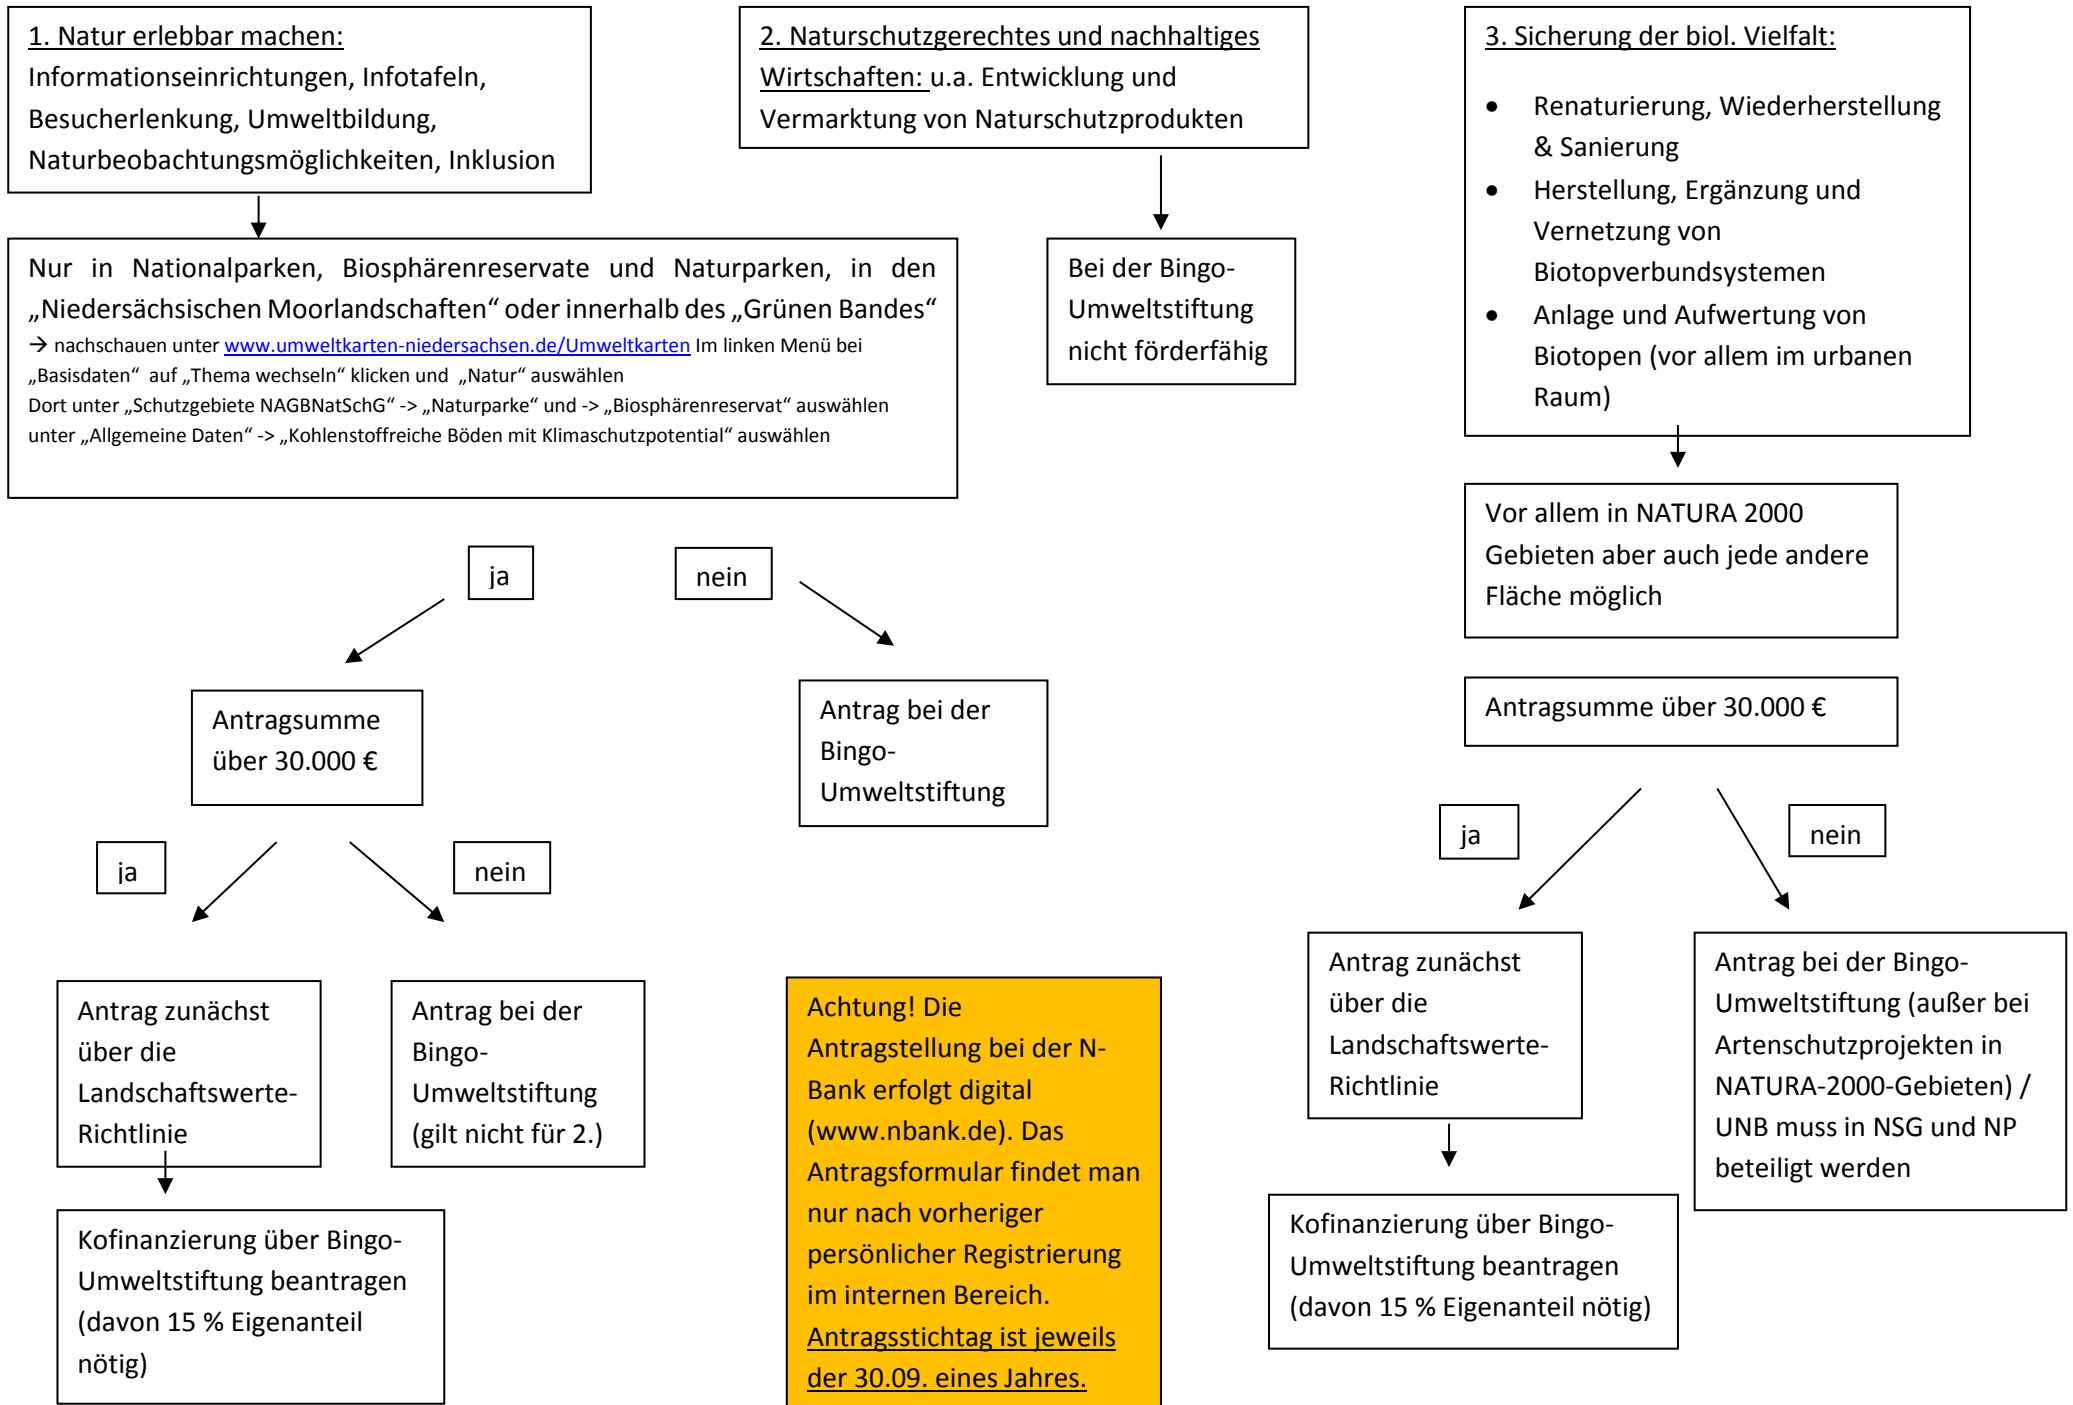 1. Natur erlebbar machen:
Informationseinrichtungen, Infotafeln,
Besucherlenkung, Umweltbildung,
Naturbeobachtungsmöglichkeiten, Inklusion
2. Naturschutzgerechtes und nachhaltiges
Wirtschaften: u.a. Entwicklung und
Vermarktung von Naturschutzprodukten
3. Sicherung der biol. Vielfalt:
• Renaturierung, Wiederherstellung
& Sanierung
• Herstellung, Ergänzung und
Vernetzung von
Biotopverbundsystemen
• Anlage und Aufwertung von
Biotopen (vor allem im urbanen
Raum)
Nur in Nationalparken, Biosphärenreservate und Naturparken, in den
„Niedersächsischen Moorlandschaften“ oder innerhalb des „Grünen Bandes“
→ nachschauen unter www.umweltkarten-niedersachsen.de/Umweltkarten Im linken Menü bei
„Basisdaten“ auf „Thema wechseln“ klicken und „Natur“ auswählen
Dort unter „Schutzgebiete NAGBNatSchG“ -> „Naturparke“ und -> „Biosphärenreservat“ auswählen
unter „Allgemeine Daten“ -> „Kohlenstoffreiche Böden mit Klimaschutzpotential“ auswählen
Bei der Bingo-
Umweltstiftung
nicht förderfähig
Vor allem in NATURA 2000
Gebieten aber auch jede andere
Fläche möglich
ja
nein
Antragsumme
über 30.000 €
Antrag bei der
Bingo-
Umweltstiftung
Antragsumme über 30.000 €
ja
nein
ja
nein
Antrag zunächst
über die
Landschaftswerte-
Richtlinie
Antrag bei der
Bingo-
Umweltstiftung
(gilt nicht für 2.)
Kofinanzierung über Bingo-
Umweltstiftung beantragen
(davon 15 % Eigenanteil
nötig)
Achtung! Die
Antragstellung bei der N-
Bank erfolgt digital
(www.nbank.de). Das
Antragsformular findet man
nur nach vorheriger
persönlicher Registrierung
im internen Bereich.
Antragsstichtag ist jeweils
der 30.09. eines Jahres.
Antrag zunächst
über die
Landschaftswerte-
Richtlinie
Antrag bei der Bingo-
Umweltstiftung (außer bei
Artenschutzprojekten in
NATURA-2000-Gebieten) /
UNB muss in NSG und NP
beteiligt werden
Kofinanzierung über Bingo-
Umweltstiftung beantragen
(davon 15 % Eigenanteil nötig)